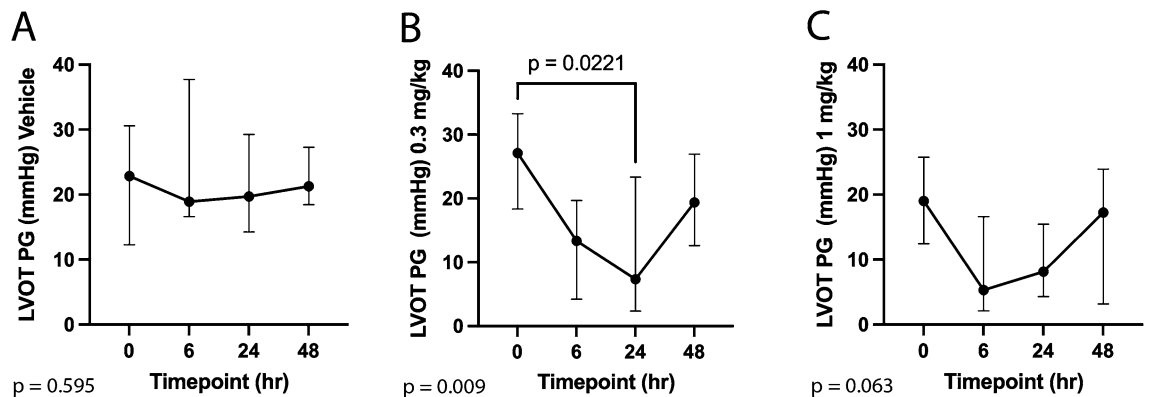 A
LVOT PG (mmHg) Vehicle
40
30
20
10
0
0 6 24 48
Timepoint (hr)
p = 0.595
B
LVOT PG (mmHg) 0.3 mg/kg
p = 0.0221
40
30
20
10
0
0 6 24 48
Timepoint (hr)
p = 0.009
C
LVOT PG (mmHg) 1 mg/kg
40
30
20
10
0
0 6 24 48
Timepoint (hr)
p = 0.063